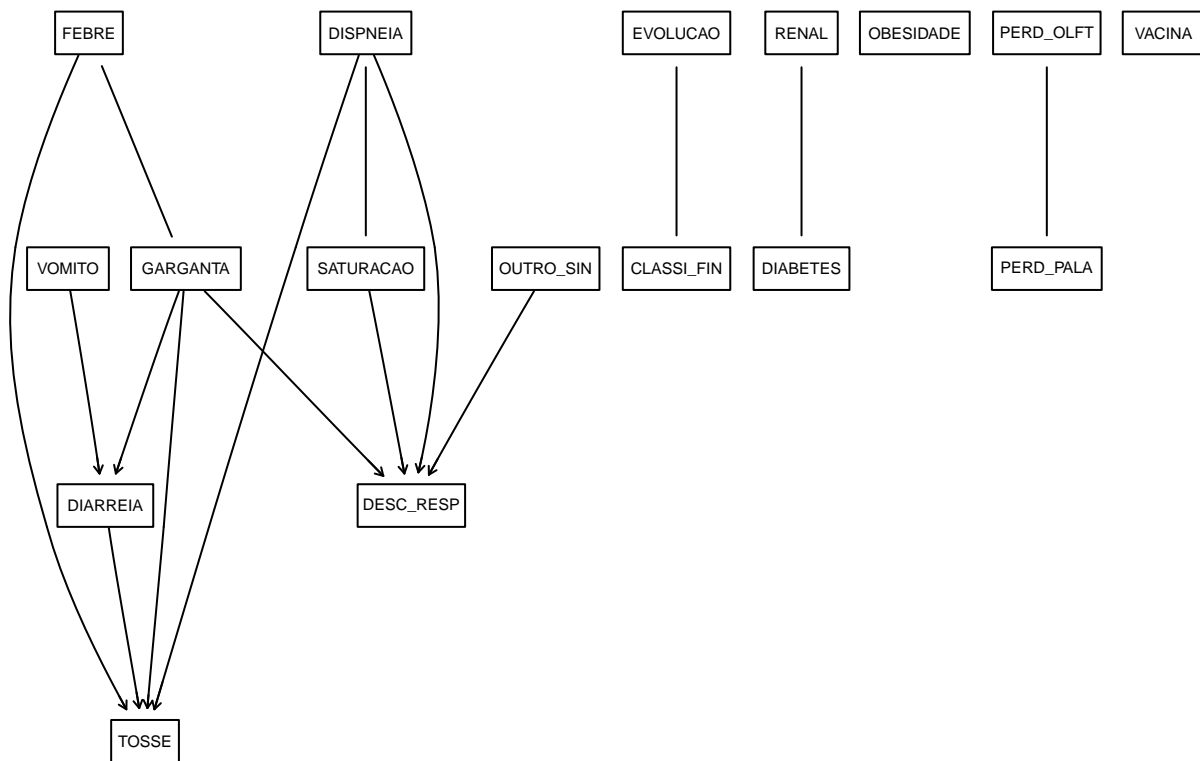 FEBRE
DISPNEIA
EVOLUCAO
RENAL
OBESIDADE
PERD_OLFT
VACINA
VOMITO
GARGANTA
SATURACAO
OUTRO_SIN
CLASSI_FIN
DIABETES
PERD_PALA
DIARREIA
DESC_RESP
TOSSE